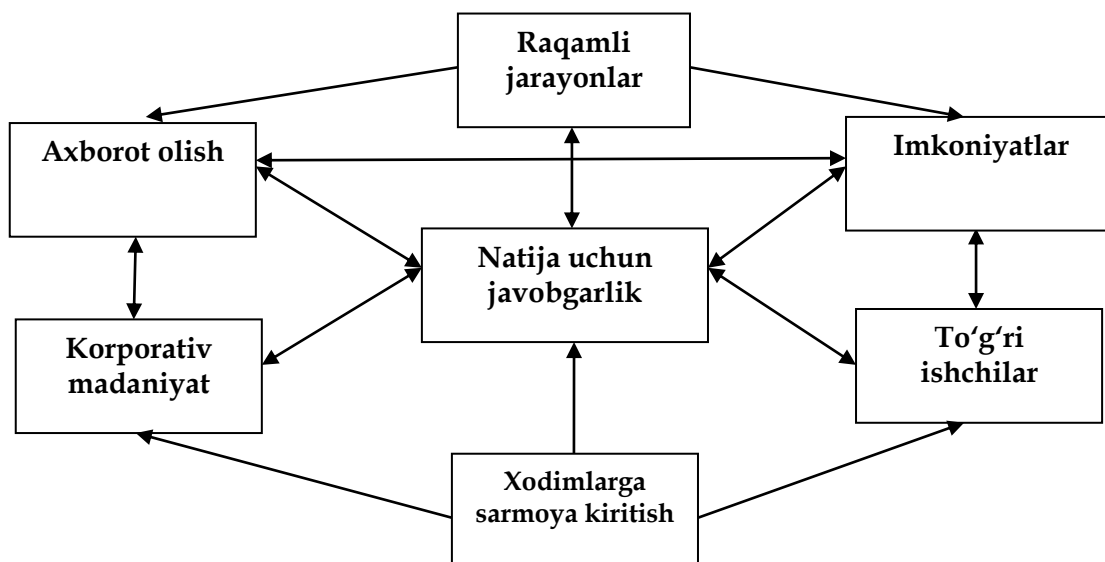 Raqamli
jarayonlar
Axborot olish
Imkoniyatlar
Natija uchun
javobgarlik
Korporativ
madaniyat
To‘g‘ri
ishchilar
Xodimlarga
sarmoya kiritish